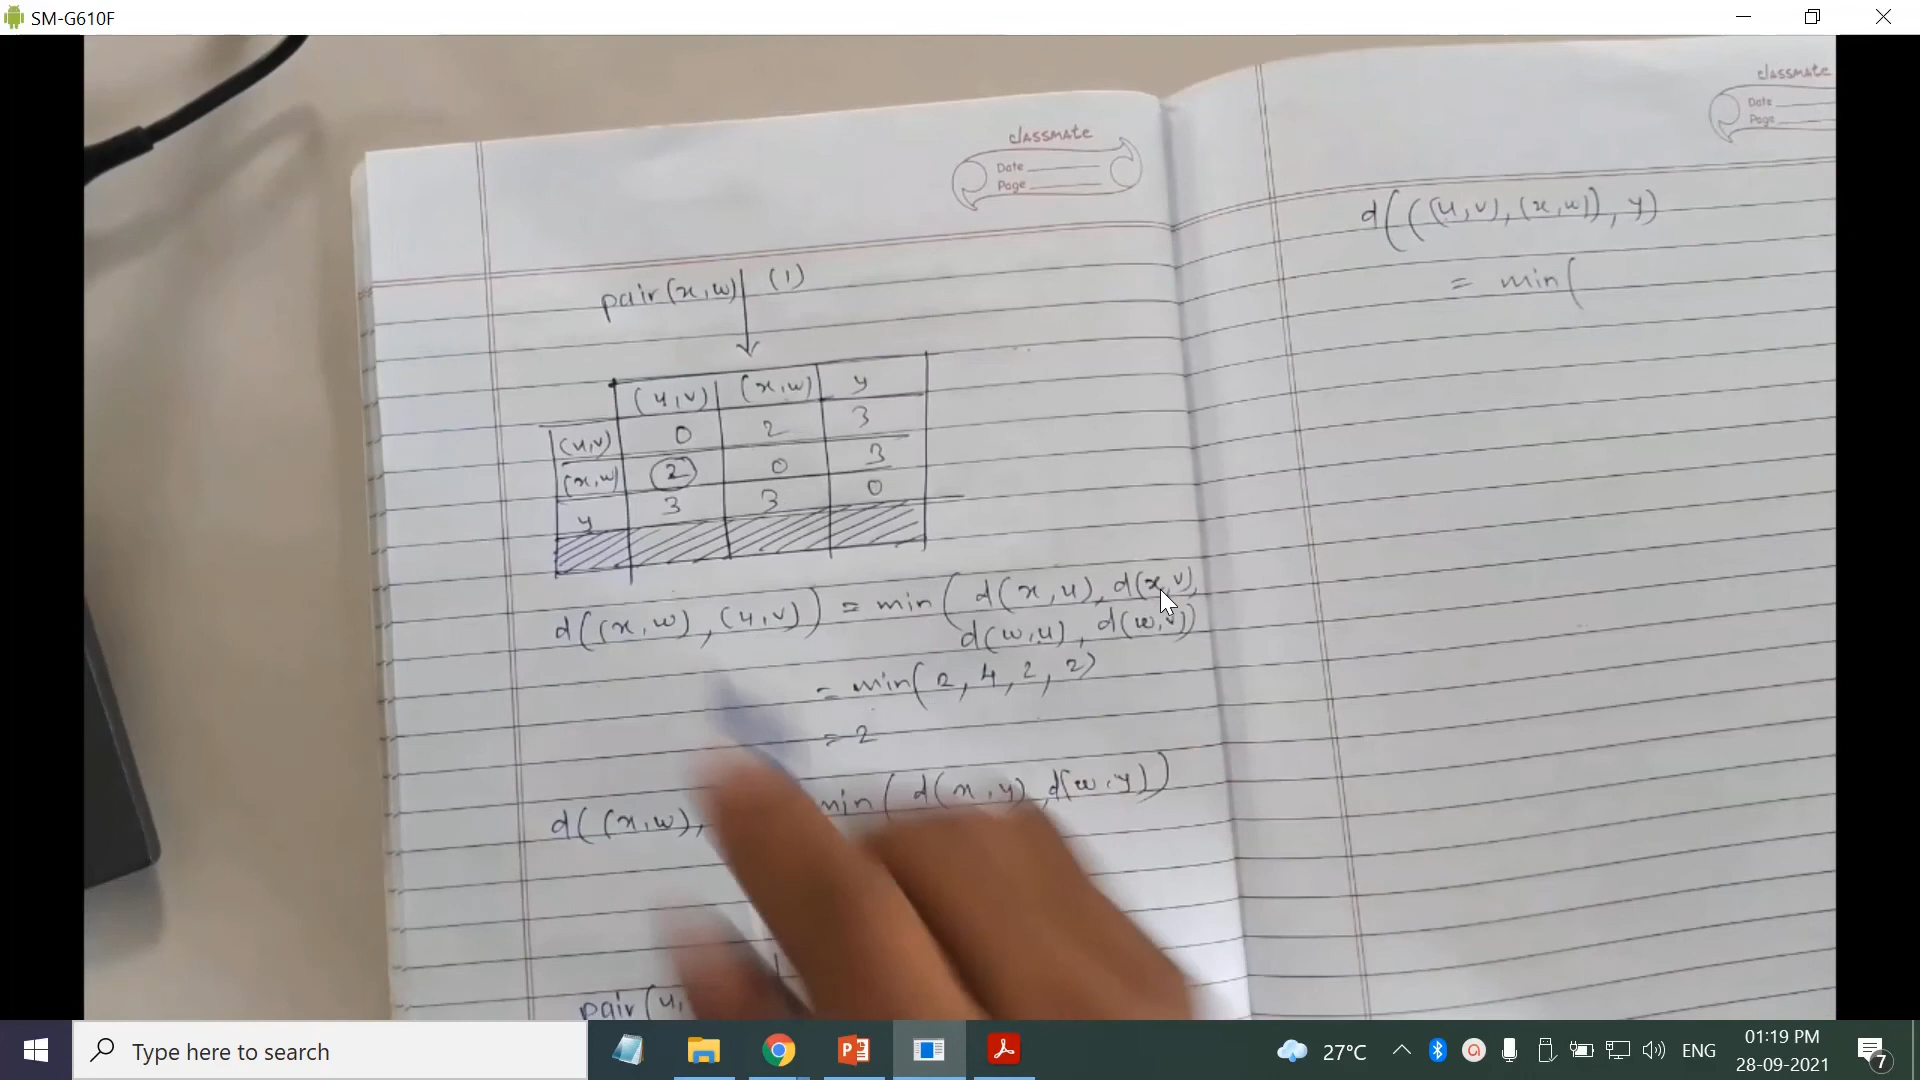 SM-G610F
classmate
Date
Page
pair(x,w) (1)
(u,v) (x,w) y
(u,v) 0 2 3
(x,w) 2 0 3
y 3 3 0
d((x,w),(u,v)) = min(d(x,u), d(x,v),
d(w,u), d(w,v))
= min(2,4,2,2)
= 2
d((x,w), min(d(x,y), d(w,y))
pair(u,
classmate
Date
Page
d(((u,v),(x,w)),y)
= min(
Type here to search
27°C
ENG
01:19 PM
28-09-2021
7